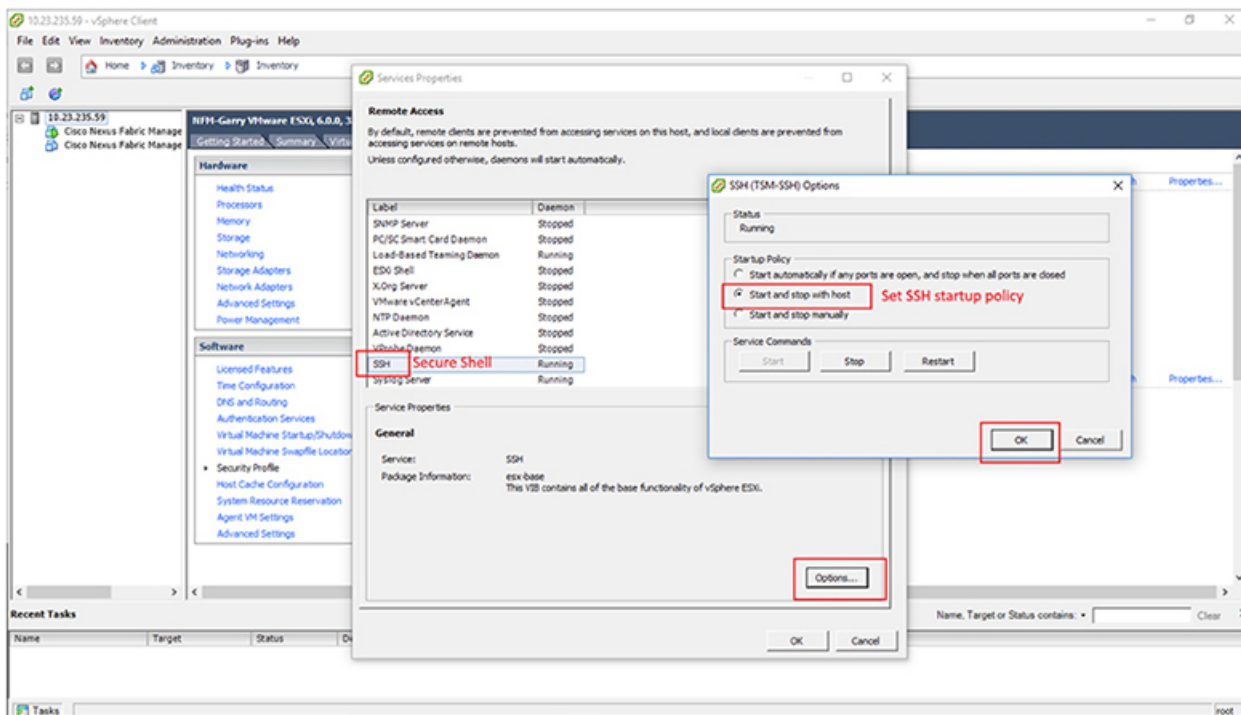 10.23.235.59 - vSphere Client
File Edit View Inventory Administration Plug-ins Help
Home Inventory Inventory
10.23.235.59
Cisco Nexus Fabric Manage
Cisco Nexus Fabric Manage
NFM-Garry VMware ESXi, 6.0.0, 3
Getting Started Summary Virtu
Hardware
Health Status
Processors
Memory
Storage
Networking
Storage Adapters
Network Adapters
Advanced Settings
Power Management
Software
Licensed Features
Time Configuration
DNS and Routing
Authentication Services
Virtual Machine Startup/Shutdow
Virtual Machine Swapfile Location
Security Profile
Host Cache Configuration
System Resource Reservation
Agent VM Settings
Advanced Settings
Services Properties
Remote Access
By default, remote clients are prevented from accessing services on this host, and local clients are prevented from
accessing services on remote hosts.
Unless configured otherwise, daemons will start automatically.
Label Daemon
SNMP Server Stopped
PC/SC Smart Card Daemon Stopped
Load-Based Teaming Daemon Running
ESXi Shell Stopped
X.Org Server Stopped
VMware vCenterAgent Stopped
NTP Daemon Stopped
Active Directory Service Stopped
VProbe Daemon Stopped
SSH Secure Shell Running
Syslog Server Running
Service Properties
General
Service: SSH
Package Information: esx-base
This VIB contains all of the base functionality of vSphere ESXi.
Options...
OK Cancel
SSH (TSM-SSH) Options
Status
Running
Startup Policy
Start automatically if any ports are open, and stop when all ports are closed
Start and stop with host Set SSH startup policy
Start and stop manually
Service Commands
Start Stop Restart
OK Cancel
h Properties...
h Properties...
Recent Tasks
Name, Target or Status contains: Clear
Name Target Status D
Tasks
root